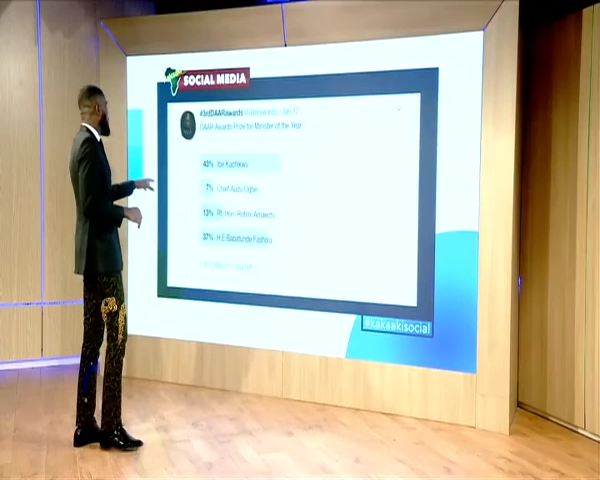 SOCIAL MEDIA
#3rdDAARawards
DAAR Awards Prize for Minister of the Year
43% Ibe Kachikwu
7% Chief Audu Ogbe
13% Rt. Hon. Rotimi Amaechi
37% H.E Babatunde Fashola
#kakaakisocial